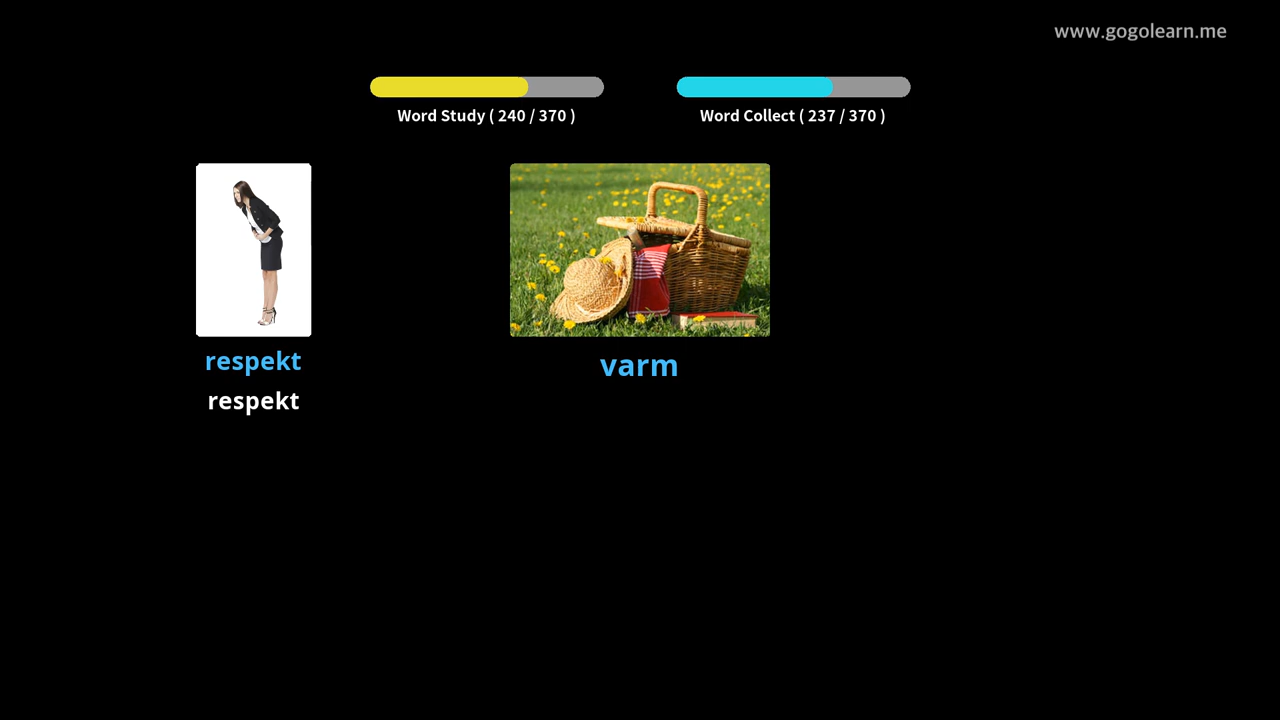 www.gogolearn.me
Word Study ( 240 / 370 )
Word Collect ( 237 / 370 )
respekt
respekt
varm